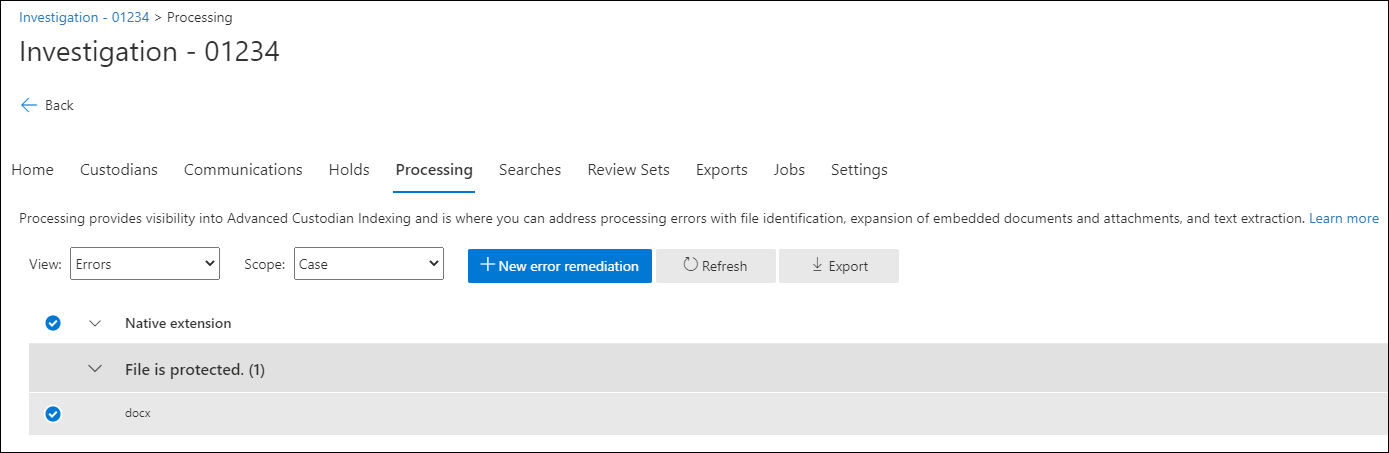 Investigation - 01234 > Processing
Investigation - 01234
Back
Home Custodians Communications Holds Processing Searches Review Sets Exports Jobs Settings
Processing provides visibility into Advanced Custodian Indexing and is where you can address processing errors with file identification, expansion of embedded documents and attachments, and text extraction. Learn more
View: Errors Scope: Case New error remediation Refresh Export
Native extension
File is protected. (1)
docx